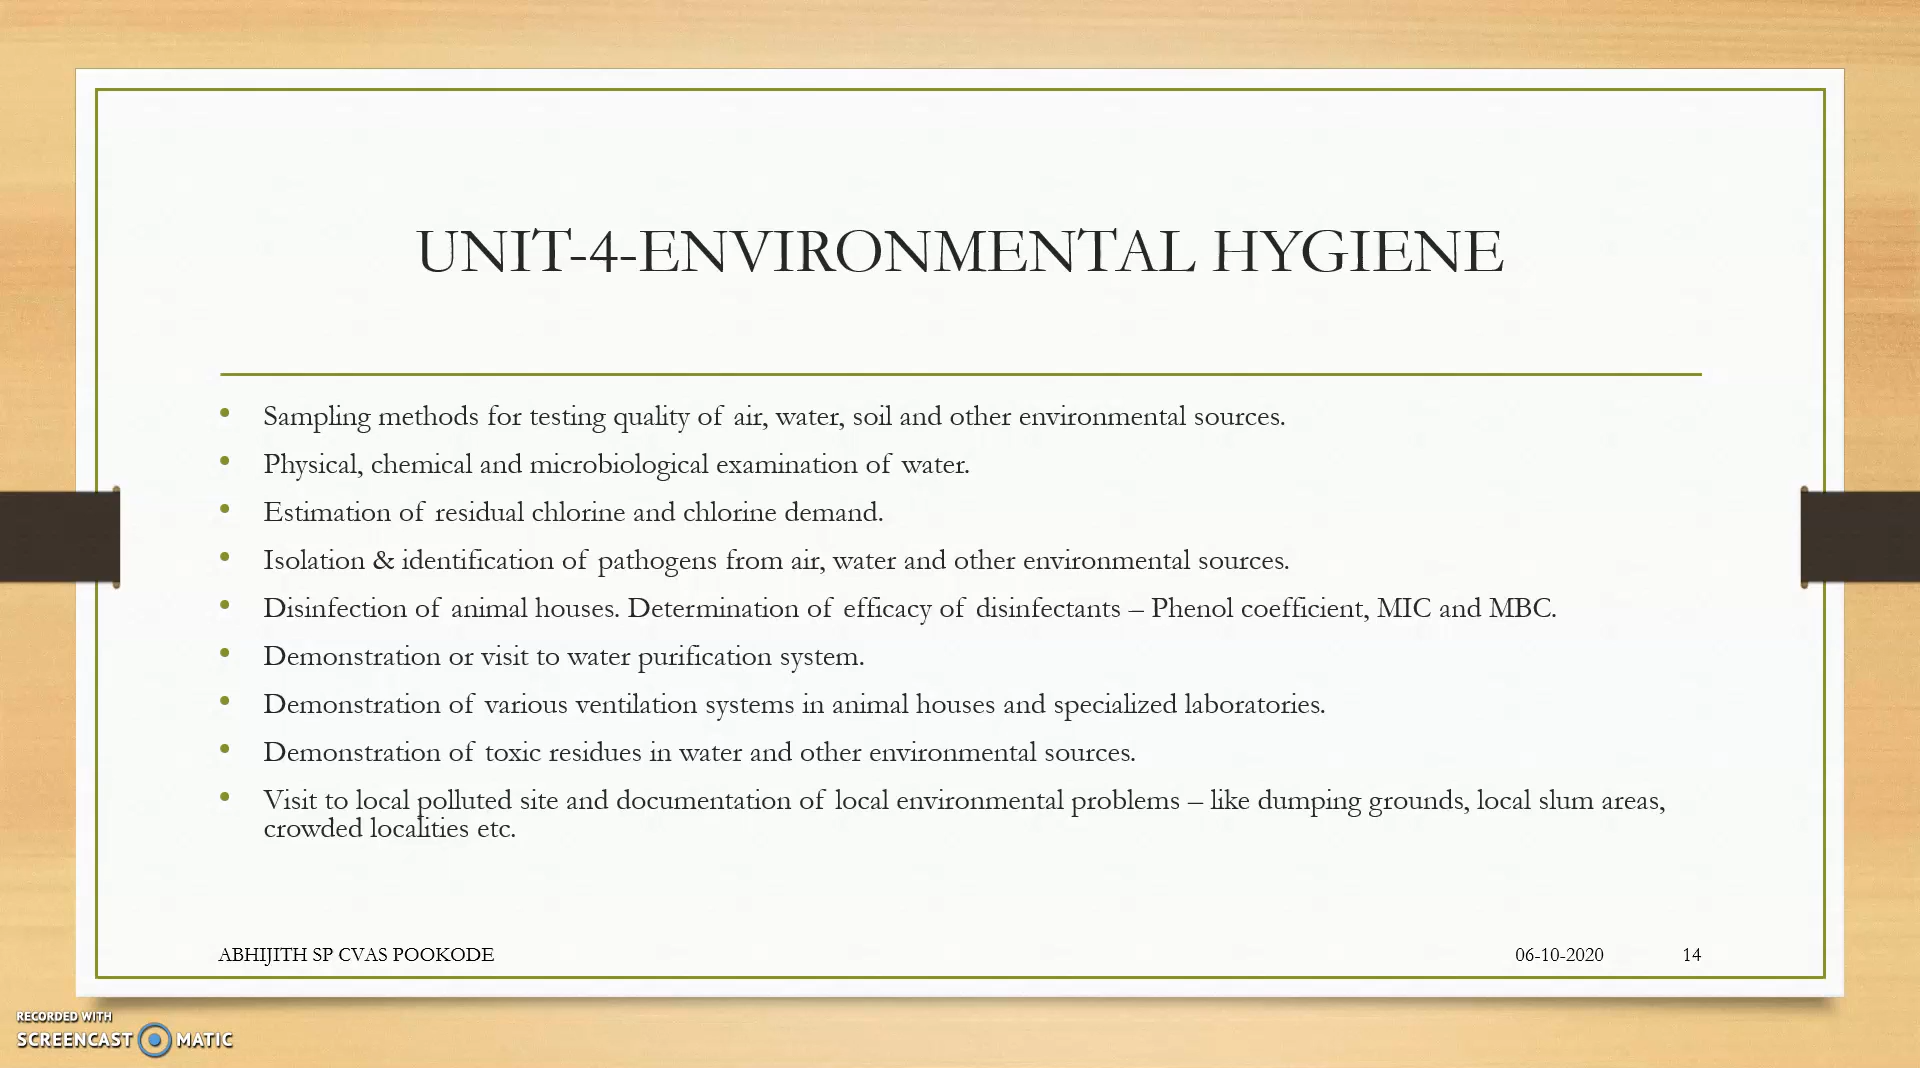 UNIT-4-ENVIRONMENTAL HYGIENE
• Sampling methods for testing quality of air, water, soil and other environmental sources.
• Physical, chemical and microbiological examination of water.
• Estimation of residual chlorine and chlorine demand.
• Isolation & identification of pathogens from air, water and other environmental sources.
• Disinfection of animal houses. Determination of efficacy of disinfectants – Phenol coefficient, MIC and MBC.
• Demonstration or visit to water purification system.
• Demonstration of various ventilation systems in animal houses and specialized laboratories.
• Demonstration of toxic residues in water and other environmental sources.
• Visit to local polluted site and documentation of local environmental problems – like dumping grounds, local slum areas,
crowded localities etc.
ABHIJITH SP CVAS POOKODE 06-10-2020 14
RECORDED WITH
SCREENCAST MATIC